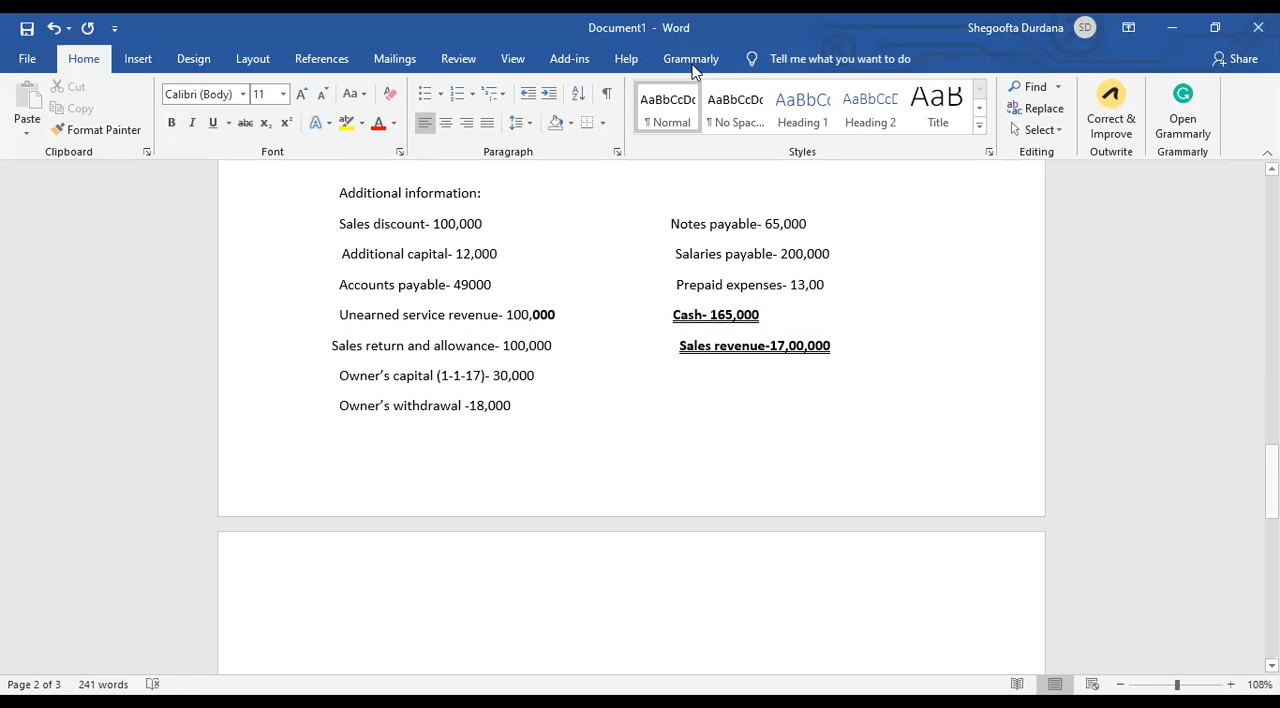 Document1 - Word
Shegoofta Durdana SD
File Home Insert Design Layout References Mailings Review View Add-ins Help Grammarly Tell me what you want to do Share
Paste
Cut
Copy
Format Painter
Calibri (Body) 11
AaBbCcDc AaBbCcDc AaBbCc AaBbCcD AaB
¶ Normal ¶ No Spac... Heading 1 Heading 2 Title
Find
Replace
Select
Correct & Improve
Open Grammarly
Clipboard Font Paragraph Styles Editing Outwrite Grammarly
Additional information:
Sales discount- 100,000 Notes payable- 65,000
Additional capital- 12,000 Salaries payable- 200,000
Accounts payable- 49000 Prepaid expenses- 13,00
Unearned service revenue- 100,000 Cash- 165,000
Sales return and allowance- 100,000 Sales revenue-17,00,000
Owner’s capital (1-1-17)- 30,000
Owner’s withdrawal -18,000
Page 2 of 3 241 words 108%